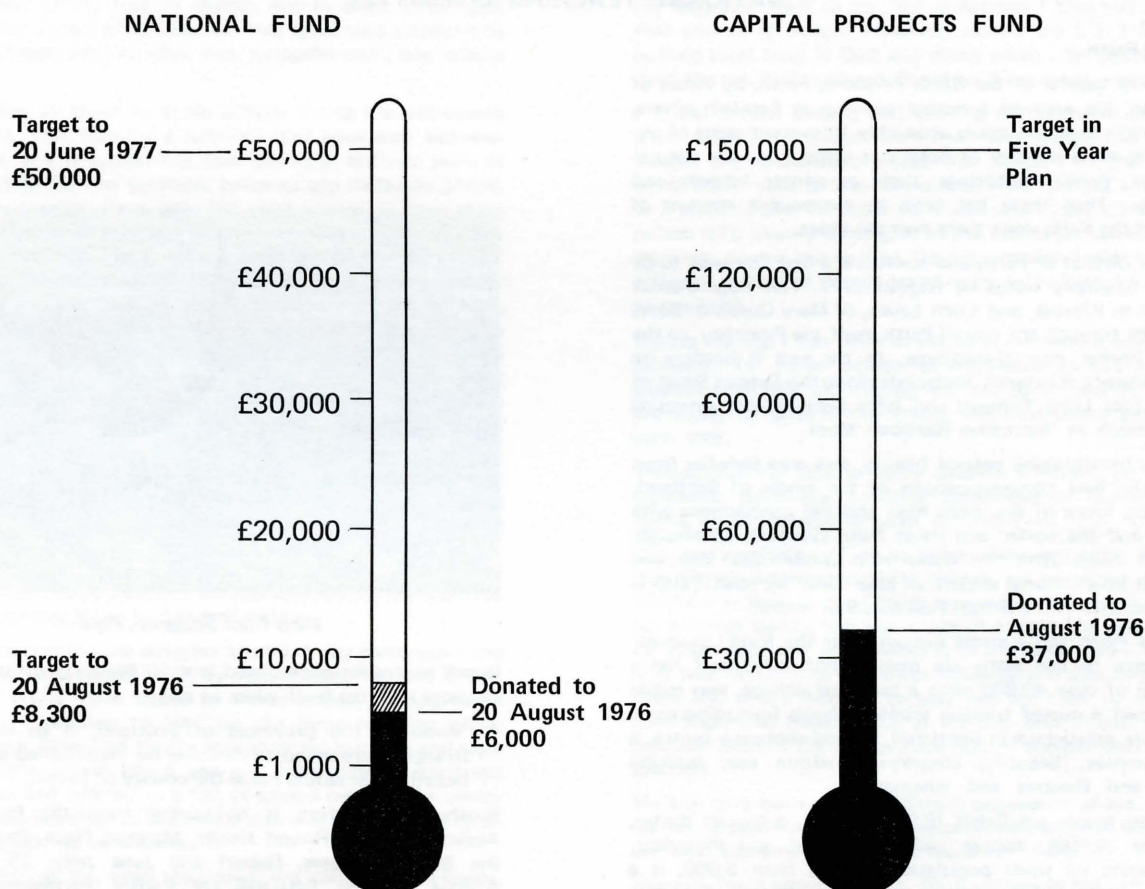 NATIONAL FUND
Target to
20 June 1977
£50,000
£50,000
£40,000
£30,000
£20,000
£10,000
£1,000
Target to
20 August 1976
£8,300
Donated to
20 August 1976
£6,000
CAPITAL PROJECTS FUND
£150,000
£120,000
£90,000
£60,000
£30,000
Target in
Five Year
Plan
Donated to
August 1976
£37,000